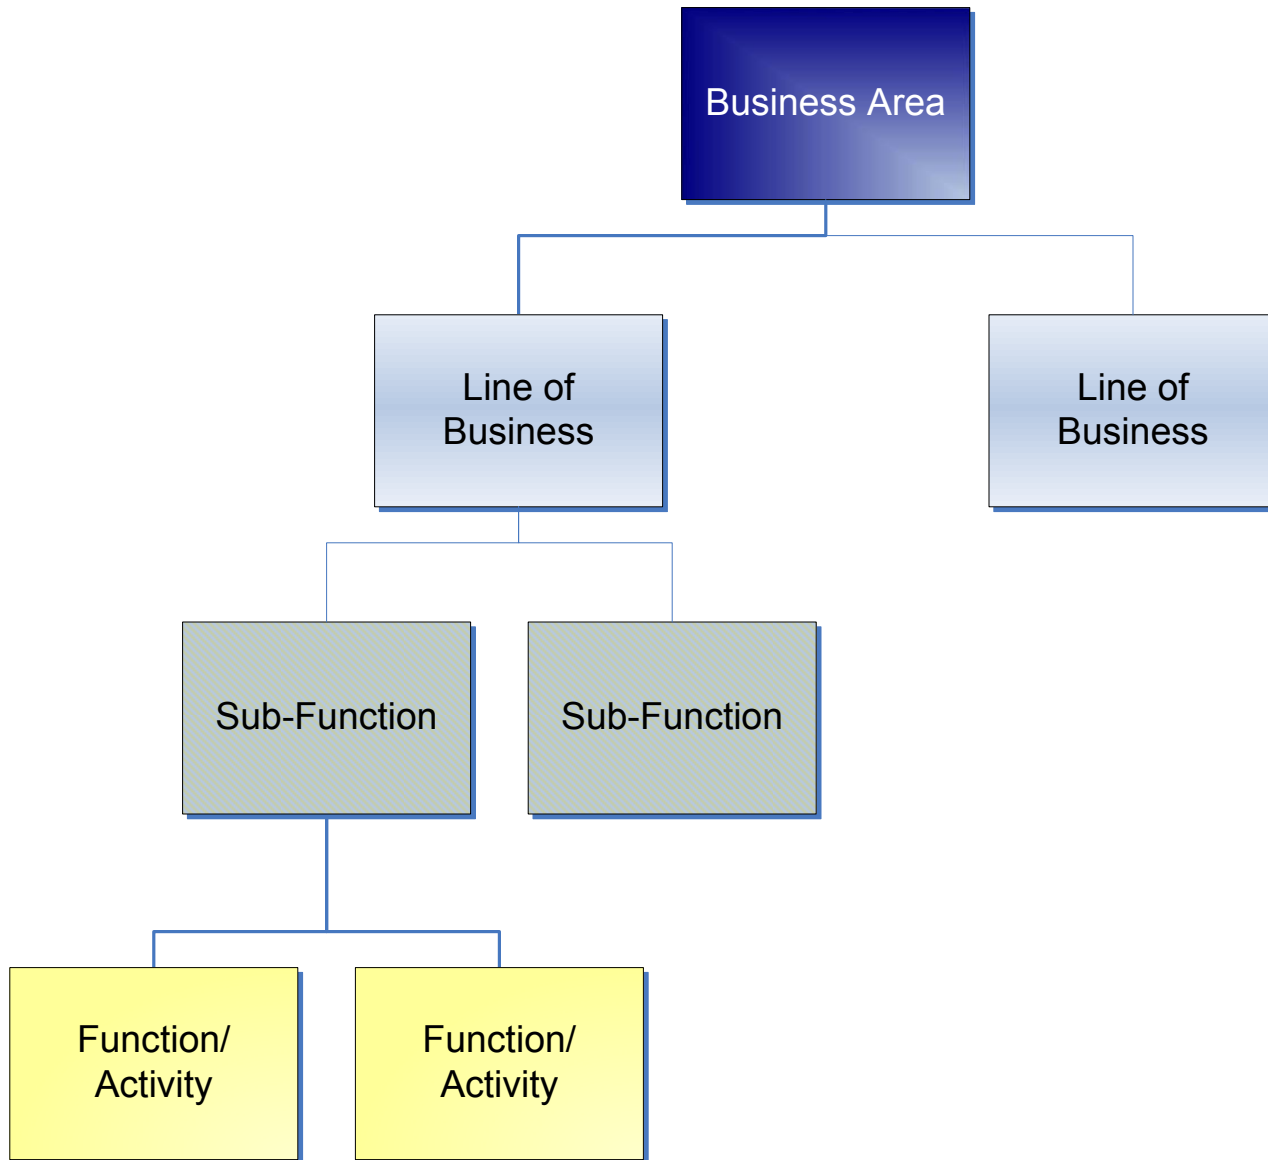 Business Area
Line of
Business
Line of
Business
Sub-Function
Sub-Function
Function/
Activity
Function/
Activity